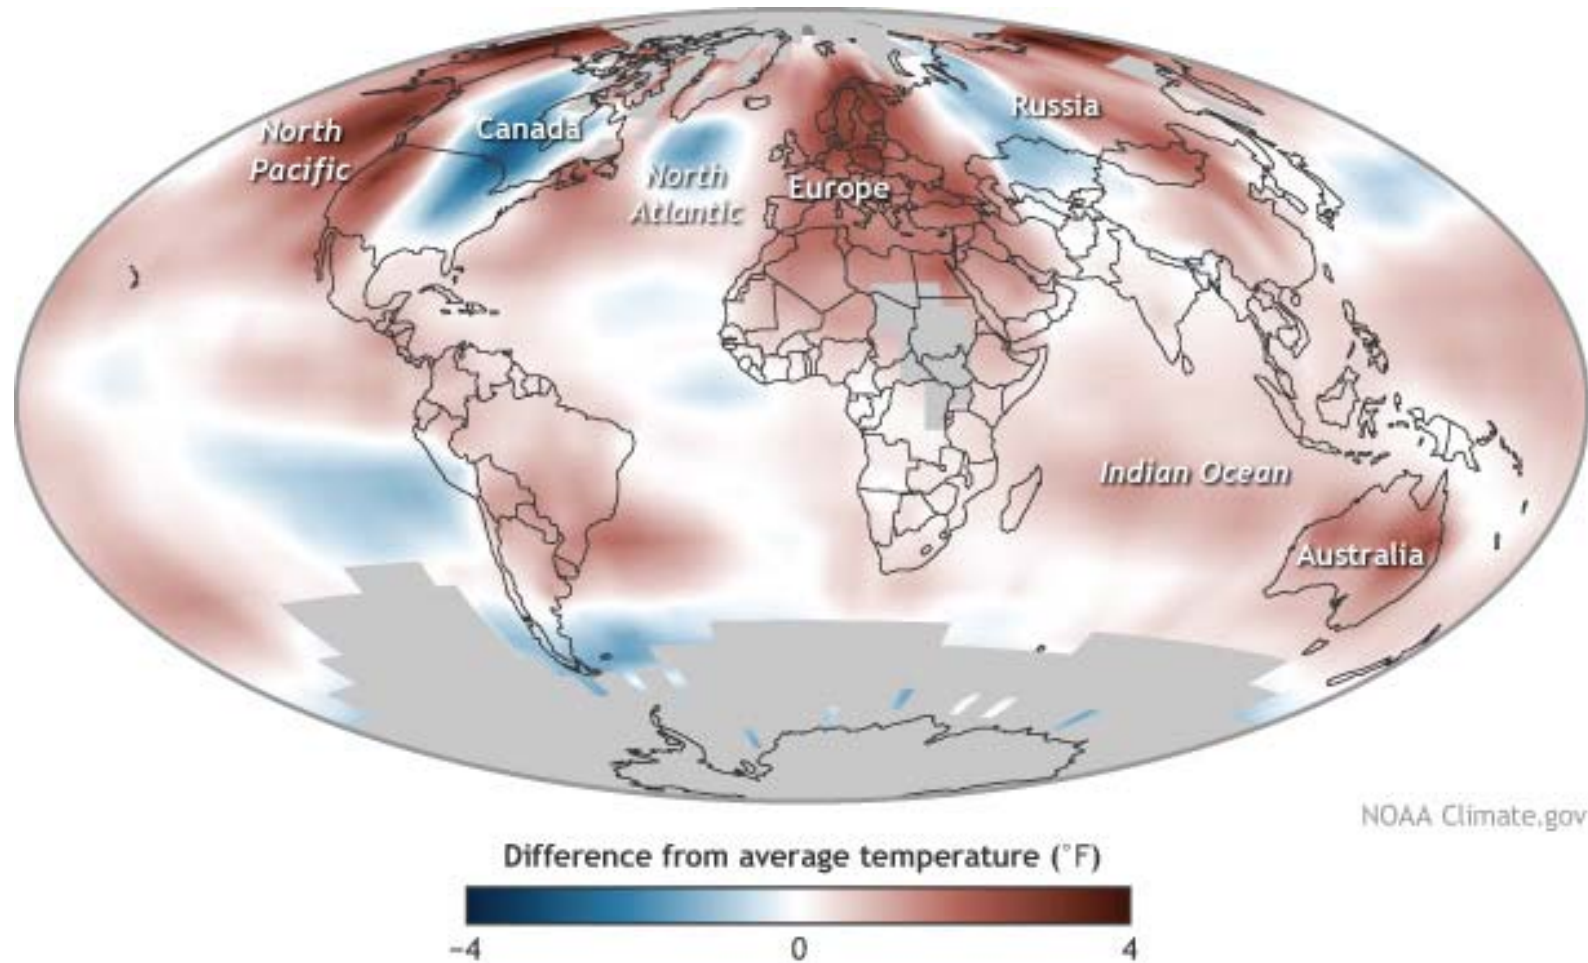 Russia
Canada
North
Pacific
North
Atlantic
Europe
Indian Ocean
Australia
NOAA Climate.gov
Difference from average temperature (°F)
−4
0
4